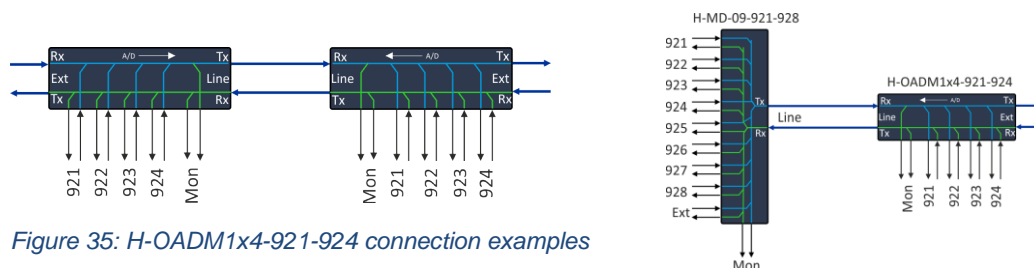 Rx A/D Tx
Ext Line
Tx Rx
921 922 923 924 Mon
Rx A/D Tx
Line Ext
Tx Rx
Mon 921 922 923 924
Figure 35: H-OADM1x4-921-924 connection examples
H-MD-09-921-928
921
922
923
924
925
926
927
928
Ext
Tx
Rx
Mon
Line
H-OADM1x4-921-924
Rx A/D Tx
Line Ext
Tx Rx
Mon 921 922 923 924